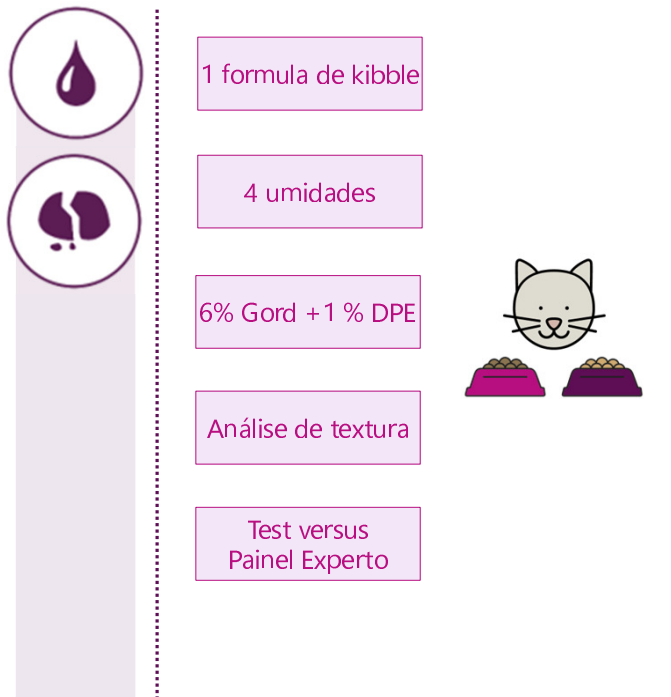 1 formula de kibble
4 umidades
6% Gord +1 % DPE
Análise de textura
Test versus
Painel Experto